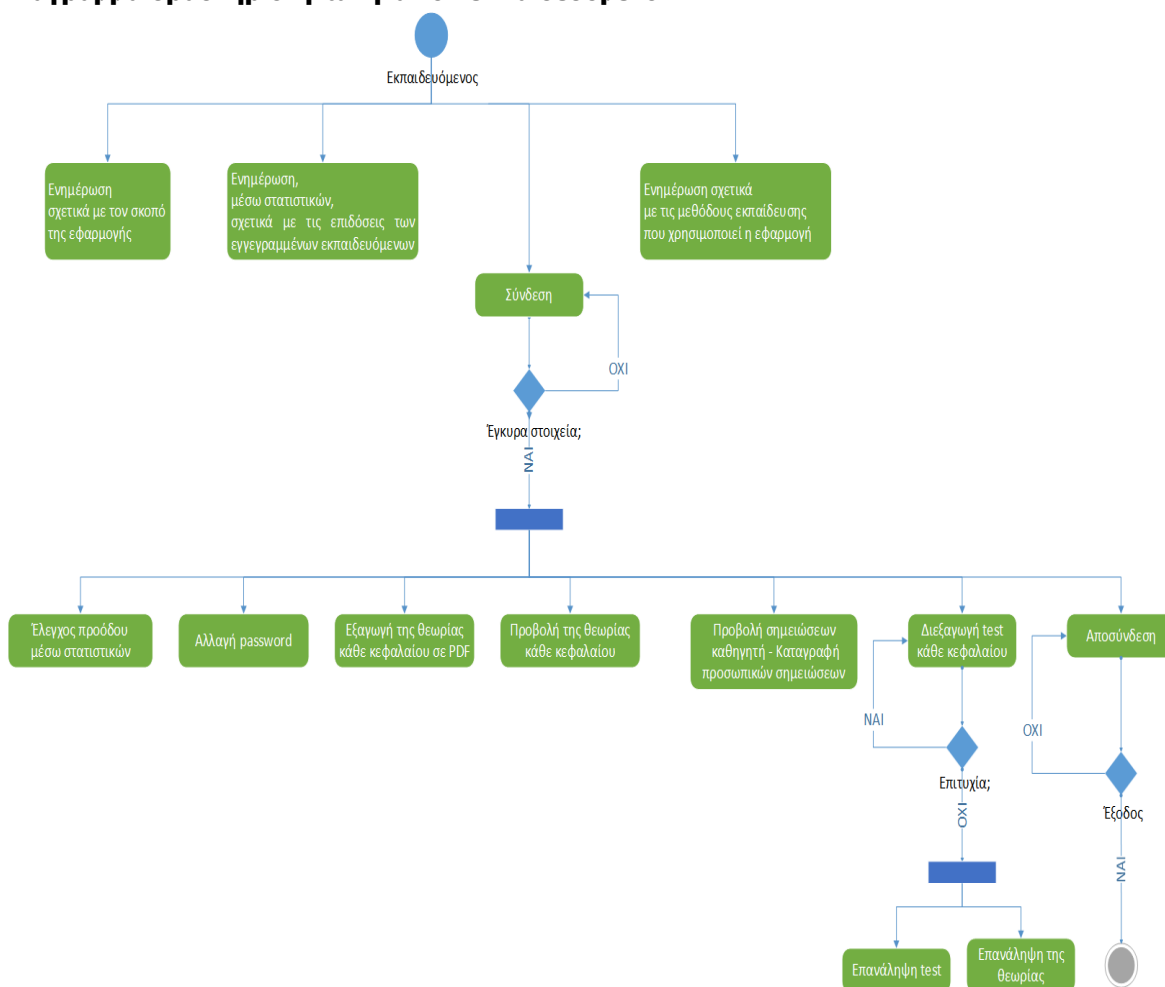 Εκπαιδευόμενος
Ενημέρωση
σχετικά με τον σκοπό
της εφαρμογής
Ενημέρωση,
μέσω στατιστικών,
σχετικά με τις επιδόσεις των
εγγεγραμμένων εκπαιδευόμενων
Ενημέρωση σχετικά
με τις μεθόδους εκπαίδευσης
που χρησιμοποιεί η εφαρμογή
Σύνδεση
ΟΧΙ
Έγκυρα στοιχεία;
ΝΑΙ
Έλεγχος προόδου
μέσω στατιστικών
Αλλαγή password
Εξαγωγή της θεωρίας
κάθε κεφαλαίου σε PDF
Προβολή της θεωρίας
κάθε κεφαλαίου
Προβολή σημειώσεων
καθηγητή - Καταγραφή
προσωπικών σημειώσεων
Διεξαγωγή test
κάθε κεφαλαίου
Αποσύνδεση
ΝΑΙ
ΟΧΙ
Επιτυχία;
Έξοδος
ΟΧΙ
ΝΑΙ
Επανάληψη test
Επανάληψη της
θεωρίας